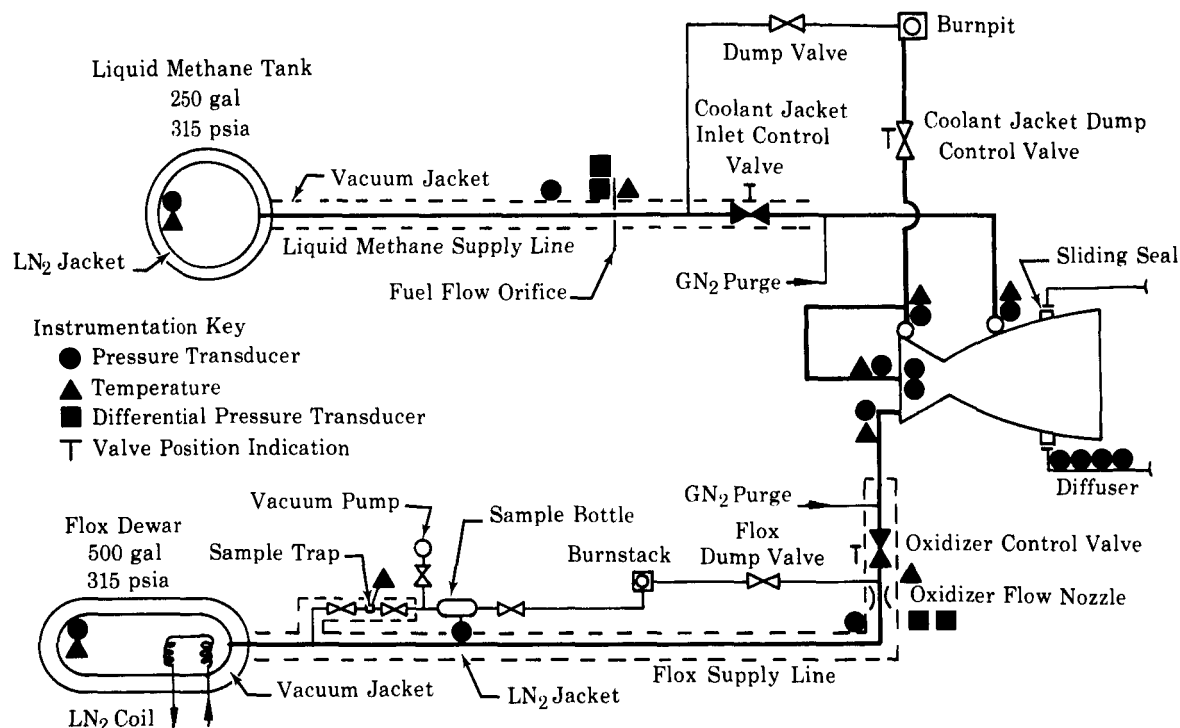 Liquid Methane Tank
250 gal
315 psia
Burnpit
Dump Valve
Coolant Jacket
Inlet Control
Valve
Coolant Jacket Dump
Control Valve
Vacuum Jacket
Liquid Methane Supply Line
LN2 Jacket
Fuel Flow Orifice
GN2 Purge
Sliding Seal
Instrumentation Key
Pressure Transducer
Temperature
Differential Pressure Transducer
Valve Position Indication
Diffuser
GN2 Purge
Vacuum Pump
Sample Bottle
Flox
Dump Valve
Oxidizer Control Valve
Flox Dewar
500 gal
315 psia
Sample Trap
Burnstack
Oxidizer Flow Nozzle
Vacuum Jacket
LN2 Jacket
Flox Supply Line
LN2 Coil